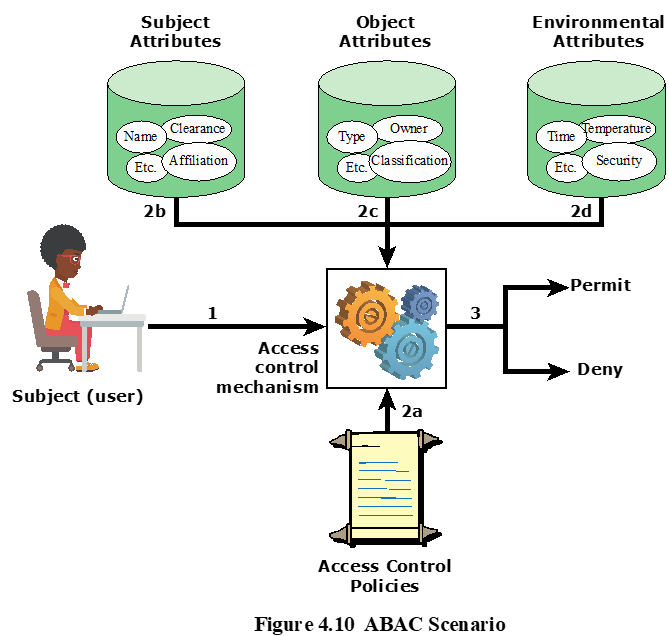 Subject
Attributes
Object
Attributes
Environmental
Attributes
Name
Clearance
Etc.
Affiliation
Type
Owner
Etc.
Classification
Time
Temperature
Etc.
Security
2b
2c
2d
1
3
Permit
Deny
Access
control
mechanism
Subject (user)
2a
Access Control
Policies
Figure 4.10 ABAC Scenario